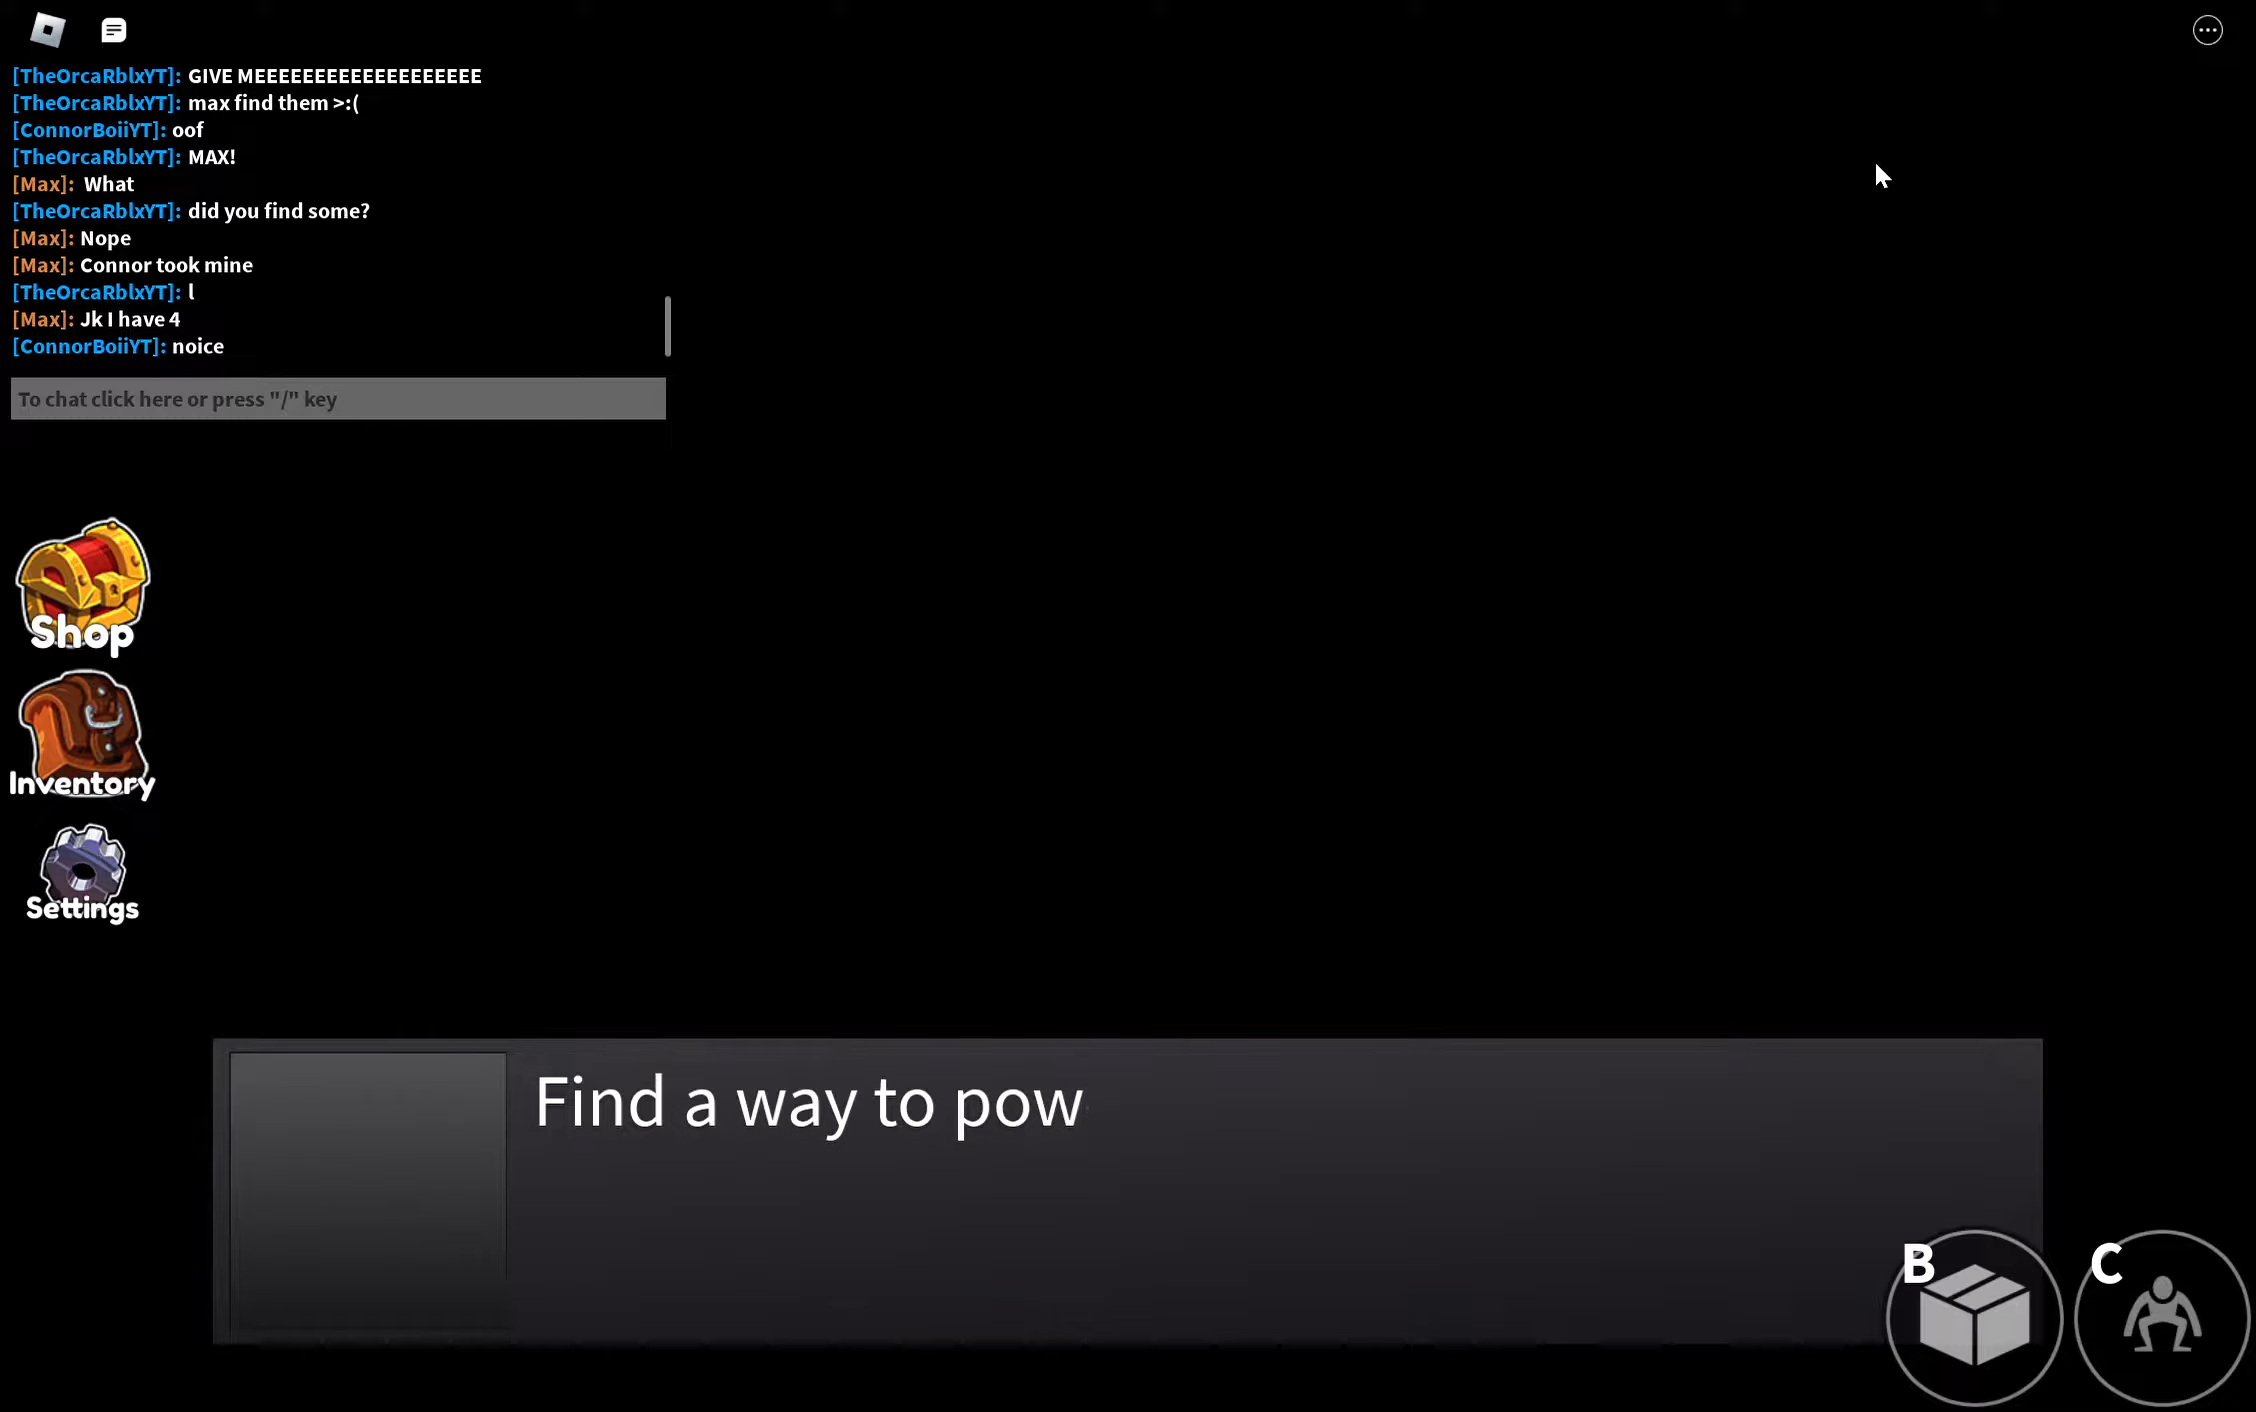 [TheOrcaRblxYT]: GIVE MEEEEEEEEEEEEEEEEEEE
[TheOrcaRblxYT]: max find them >:(
[ConnorBoiiYT]: oof
[TheOrcaRblxYT]: MAX!
[Max]: What
[TheOrcaRblxYT]: did you find some?
[Max]: Nope
[Max]: Connor took mine
[TheOrcaRblxYT]: l
[Max]: Jk I have 4
[ConnorBoiiYT]: noice
To chat click here or press "/" key
Shop
Inventory
Settings
Find a way to pow
B
C